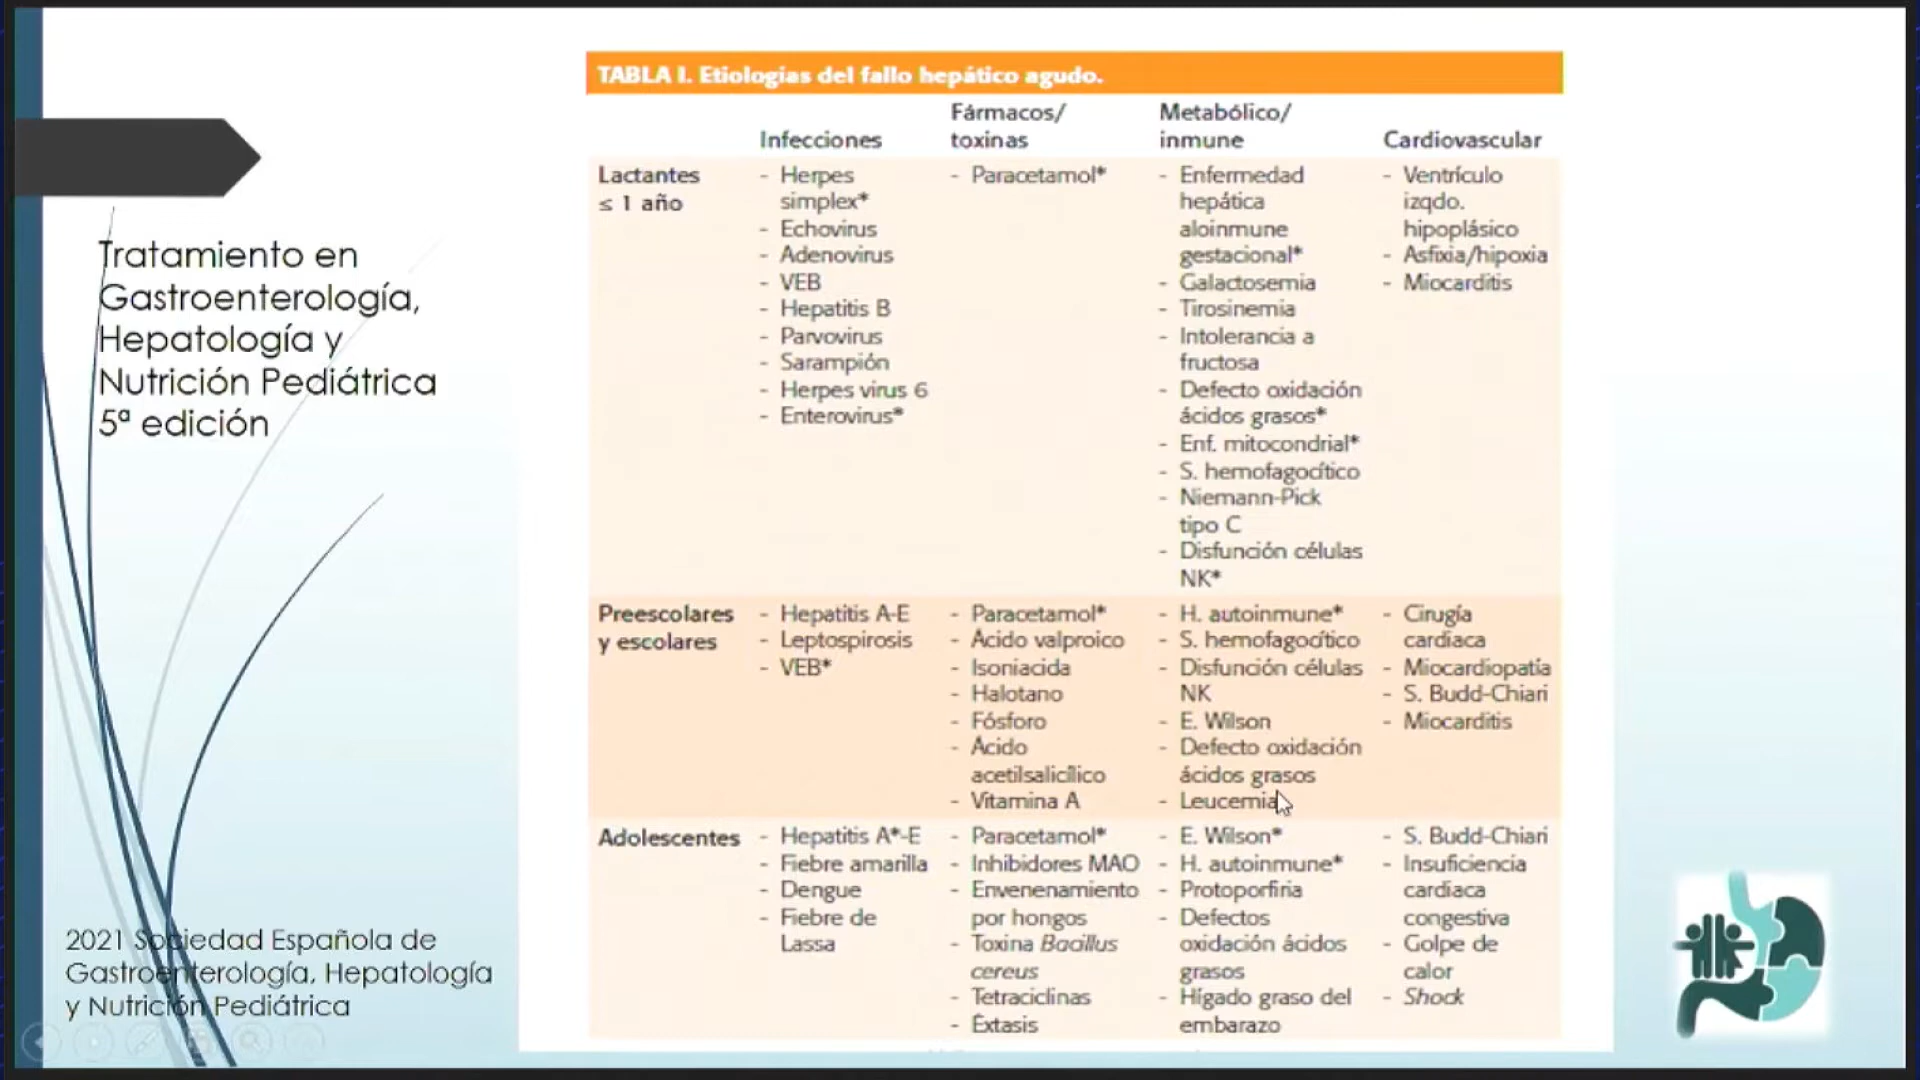 TABLA I. Etiologías del fallo hepático agudo.
Infecciones
Fármacos/
toxinas
Metabólico/
inmune
Cardiovascular
Lactantes
≤ 1 año
- Herpes
simplex*
- Echovirus
- Adenovirus
- VEB
- Hepatitis B
- Parvovirus
- Sarampión
- Herpes virus 6
- Enterovirus*
- Paracetamol*
- Enfermedad
hepática
aloinmune
gestacional*
- Galactosemia
- Tirosinemia
- Intolerancia a
fructosa
- Defecto oxidación
ácidos grasos*
- Enf. mitocondrial*
- S. hemofagocítico
- Niemann-Pick
tipo C
- Disfunción células
NK*
- Ventrículo
izqdo.
hipoplásico
- Asfixia/hipoxia
- Miocarditis
Preescolares
y escolares
- Hepatitis A-E
- Leptospirosis
- VEB*
- Paracetamol*
- Ácido valproico
- Isoniacida
- Halotano
- Fósforo
- Ácido
acetilsalicílico
- Vitamina A
- H. autoinmune*
- S. hemofagocítico
- Disfunción células
NK
- E. Wilson
- Defecto oxidación
ácidos grasos
- Leucemia
- Cirugía
cardíaca
- Miocardiopatía
- S. Budd-Chiari
- Miocarditis
Adolescentes
- Hepatitis A*-E
- Fiebre amarilla
- Dengue
- Fiebre de
Lassa
- Paracetamol*
- Inhibidores MAO
- Envenenamiento
por hongos
- Toxina Bacillus
cereus
- Tetraciclinas
- Éxtasis
- E. Wilson*
- H. autoinmune*
- Protoporfiria
- Defectos
oxidación ácidos
grasos
- Hígado graso del
embarazo
- S. Budd-Chiari
- Insuficiencia
cardíaca
congestiva
- Golpe de
calor
- Shock
Tratamiento en
Gastroenterología,
Hepatología y
Nutrición Pediátrica
5ª edición
2021 Sociedad Española de
Gastroenterología, Hepatología
y Nutrición Pediátrica